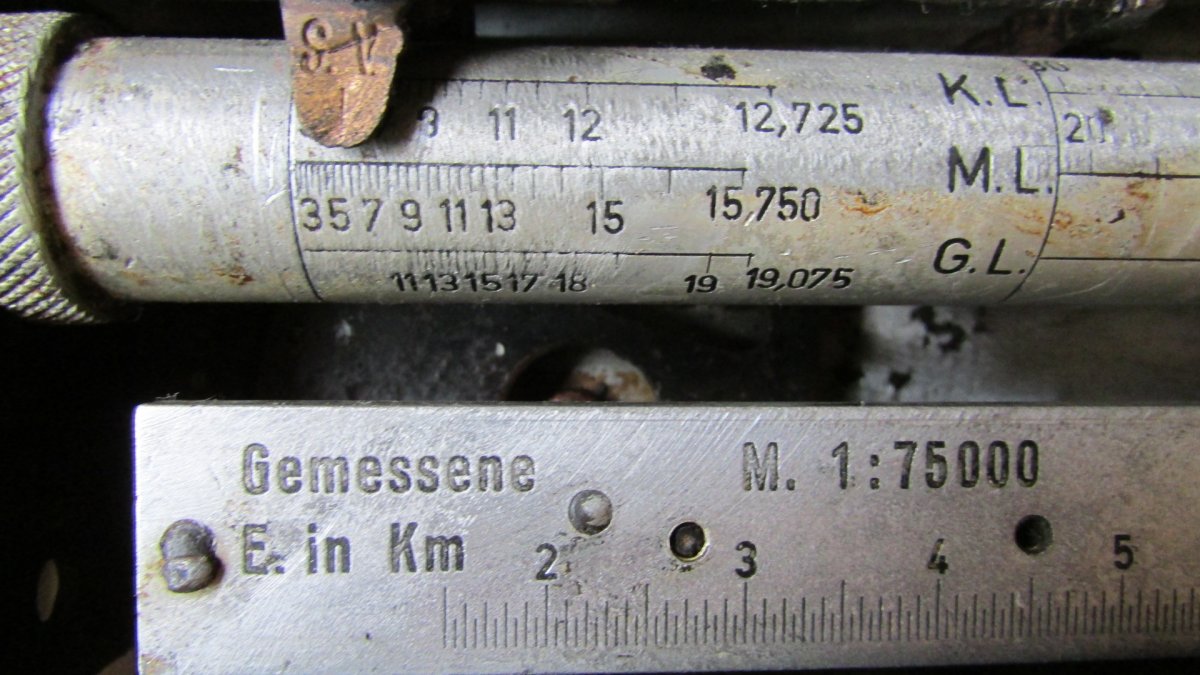 S.V.
9 11 12 12,725 K.L. 20
3 5 7 9 11 13 15 15,750 M.L.
11 13 15 17 18 19 19,075 G.L.
Gemessene M. 1:75000
E. in Km
2 3 4 5